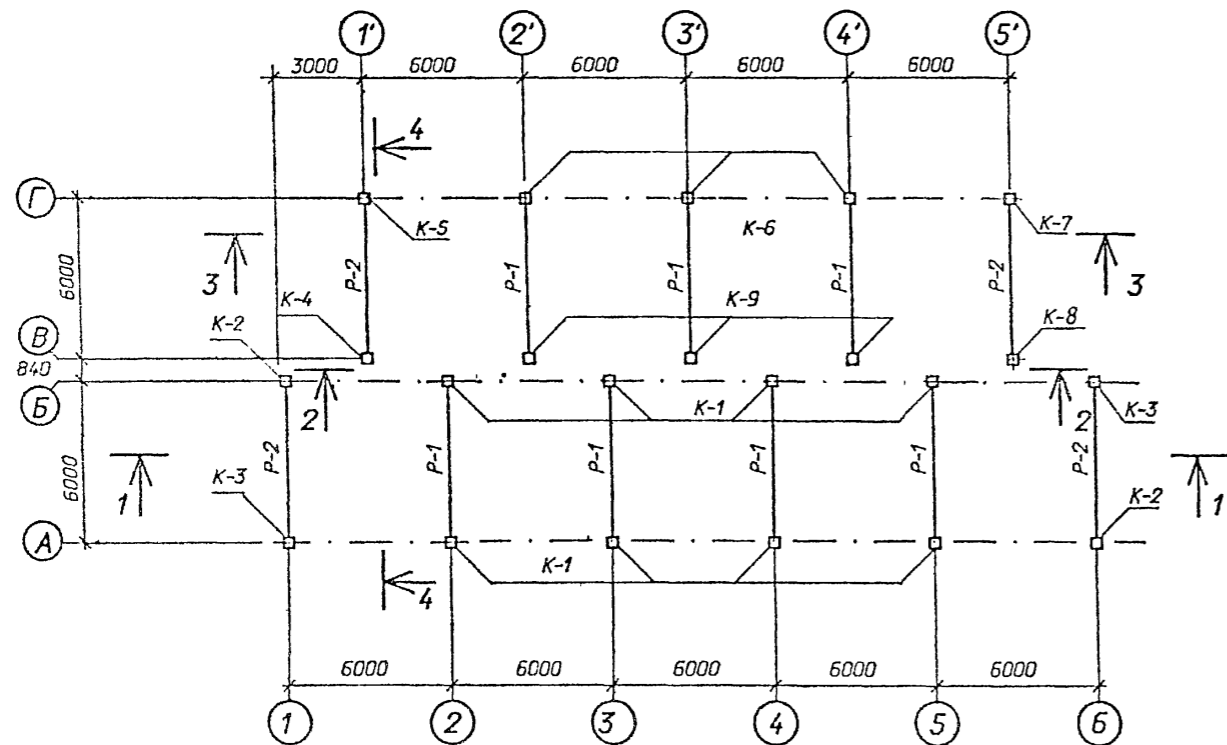 1' 2' 3' 4' 5'
3000 6000 6000 6000 6000
4
Г
К-5 К-6 К-7
3 3
6000
Р-2 Р-1 Р-1 Р-1 Р-2
К-4 К-9
К-2 К-8
В
840
Б
2 К-1 2 К-3
6000
Р-2 Р-1 Р-1 Р-1 Р-1 Р-2
1 К-3 К-2 1
А
К-1
4
6000 6000 6000 6000 6000
1 2 3 4 5 6